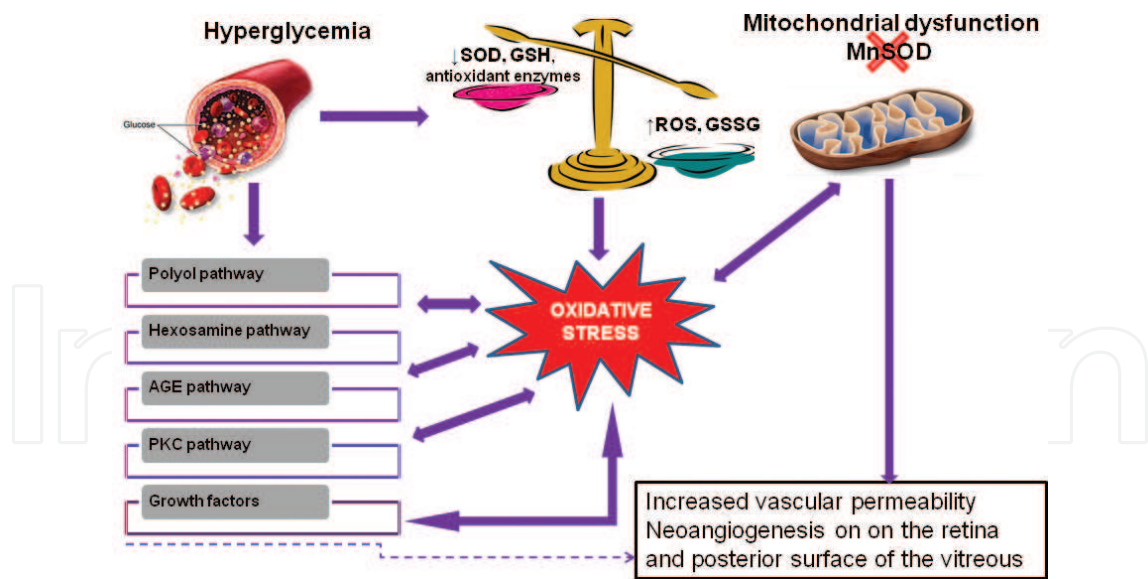 Hyperglycemia
Glucose
↓SOD, GSH,
antioxidant enzymes
↑ROS, GSSG
Mitochondrial dysfunction
MnSOD
Polyol pathway
Hexosamine pathway
AGE pathway
PKC pathway
Growth factors
OXIDATIVE
STRESS
Increased vascular permeability
Neoangiogenesis on on the retina
and posterior surface of the vitreous